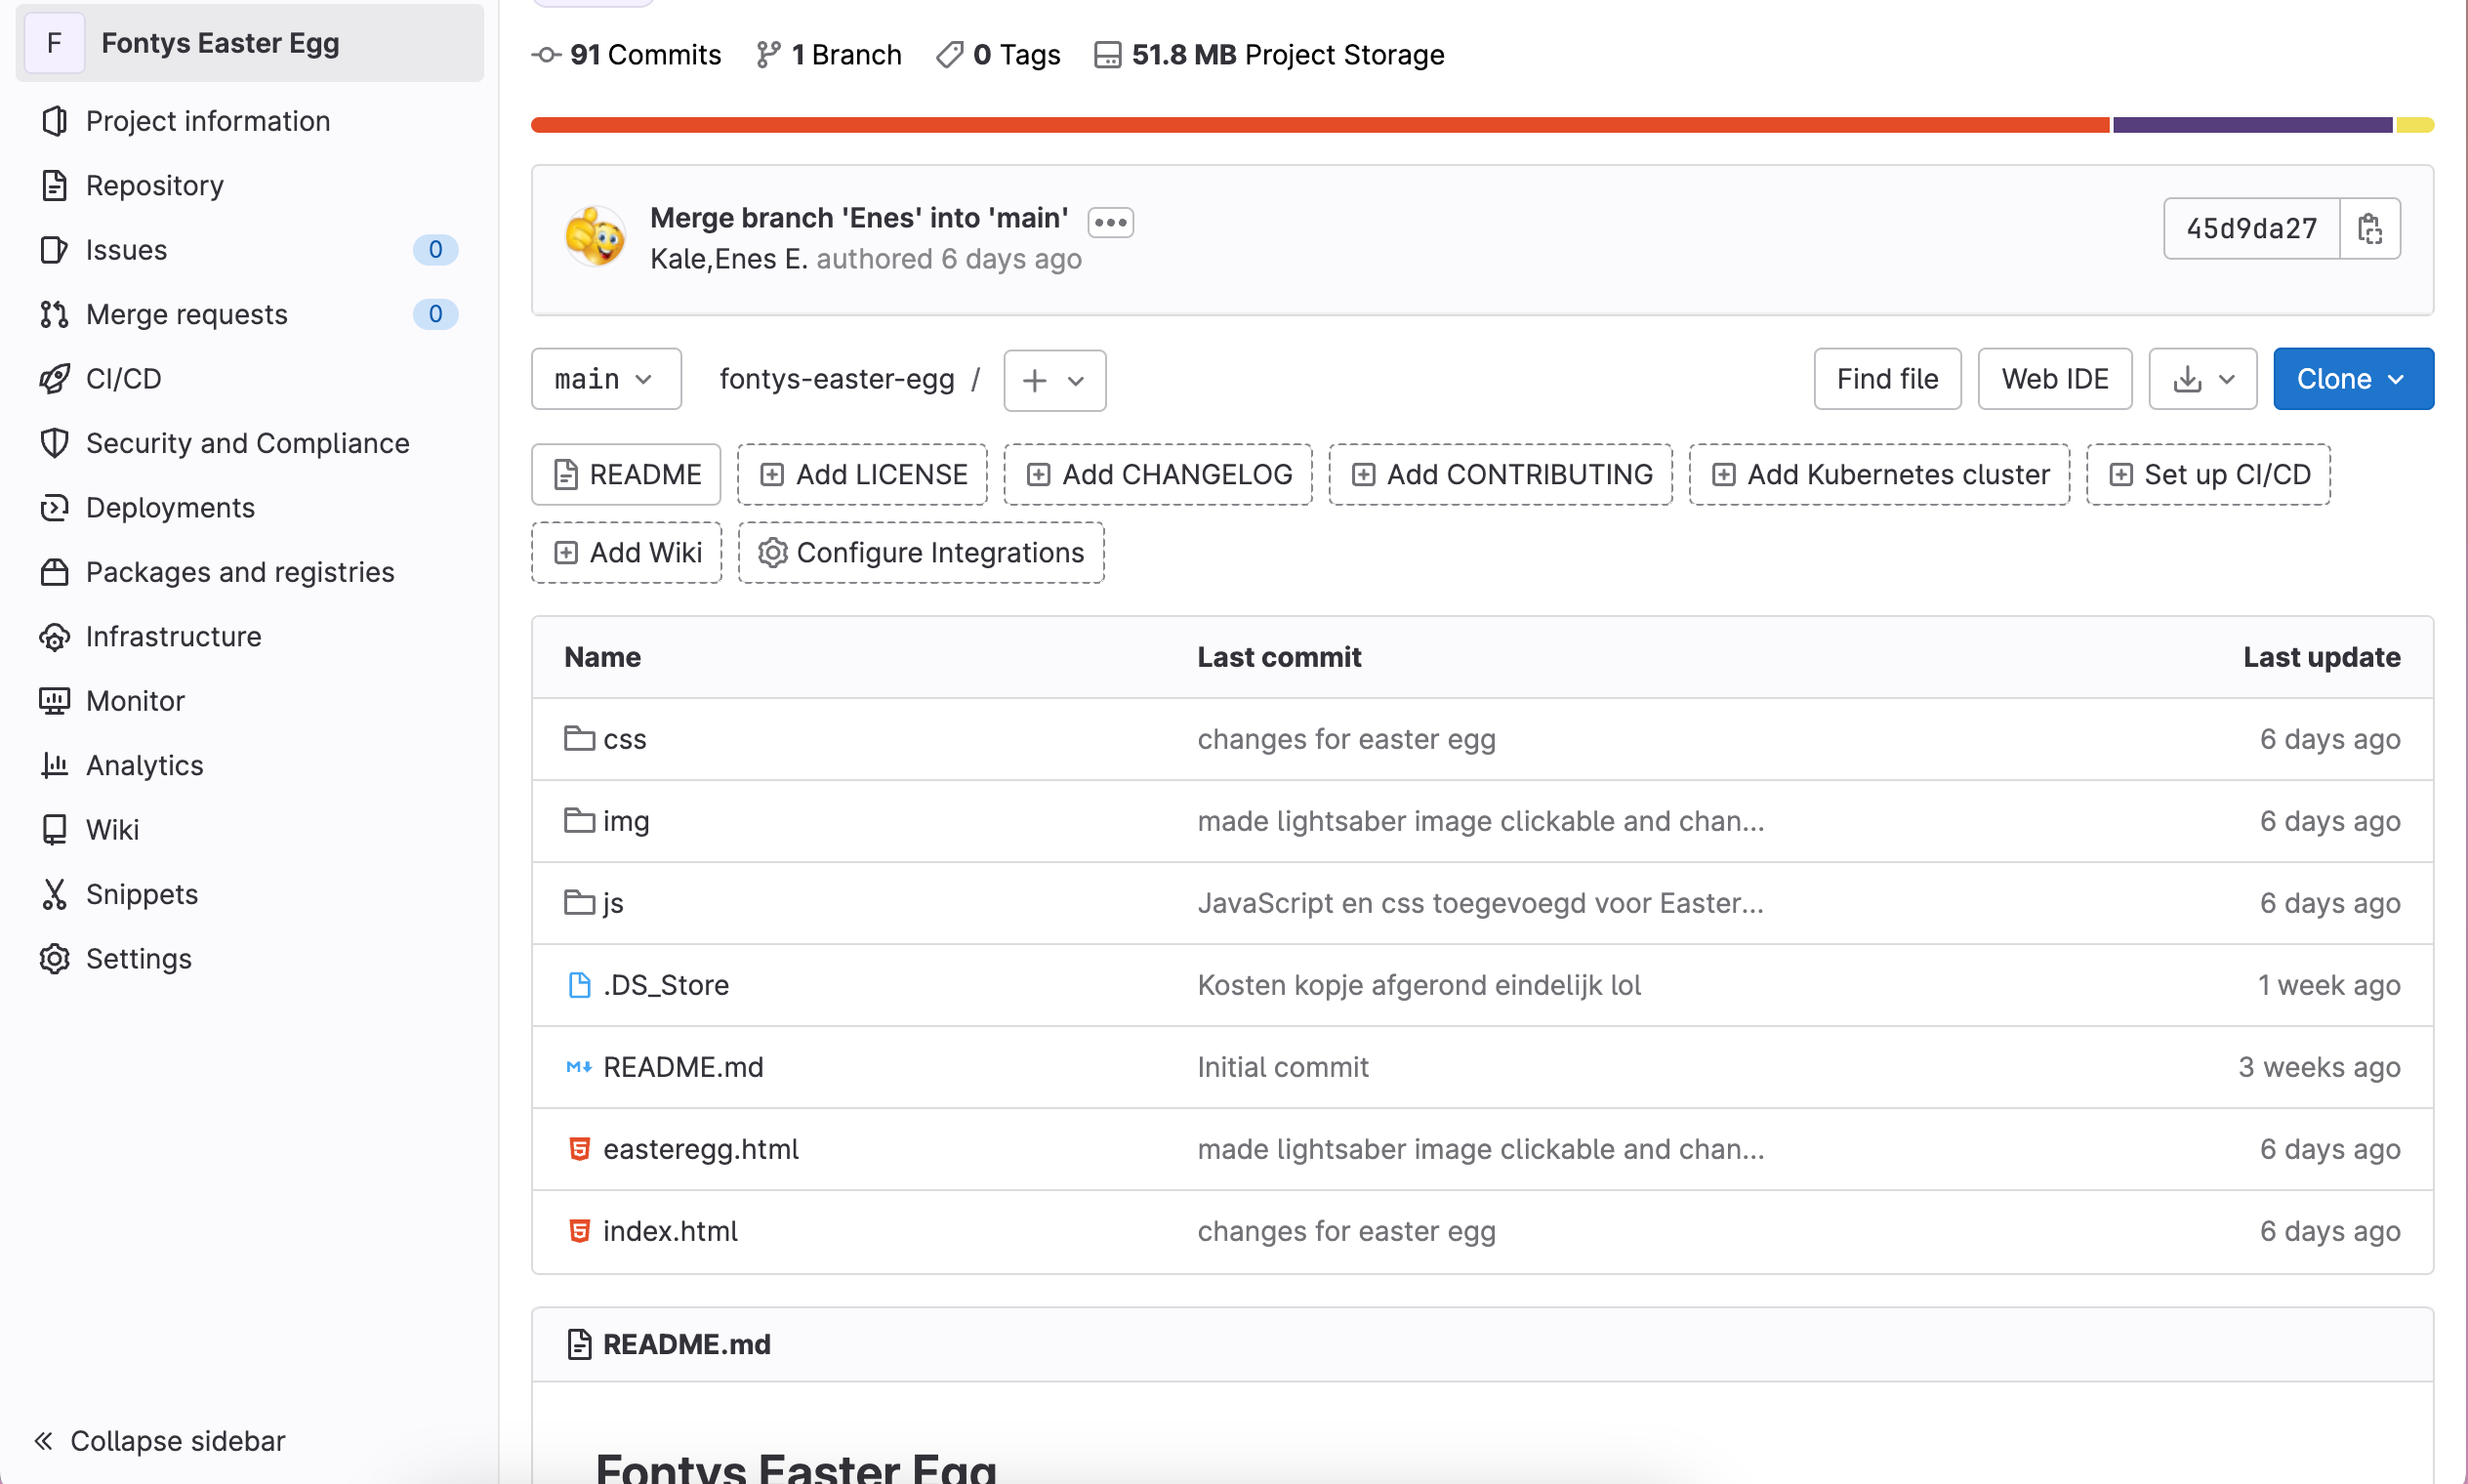 F Fontys Easter Egg
Project information
Repository
Issues 0
Merge requests 0
CI/CD
Security and Compliance
Deployments
Packages and registries
Infrastructure
Monitor
Analytics
Wiki
Snippets
Settings
Collapse sidebar
91 Commits 1 Branch 0 Tags 51.8 MB Project Storage
Merge branch 'Enes' into 'main'
Kale,Enes E. authored 6 days ago
45d9da27
main fontys-easter-egg / Find file Web IDE Clone
README Add LICENSE Add CHANGELOG Add CONTRIBUTING Add Kubernetes cluster Set up CI/CD
Add Wiki Configure Integrations
Name Last commit Last update
css changes for easter egg 6 days ago
img made lightsaber image clickable and chan... 6 days ago
js JavaScript en css toegevoegd voor Easter... 6 days ago
.DS_Store Kosten kopje afgerond eindelijk lol 1 week ago
README.md Initial commit 3 weeks ago
easteregg.html made lightsaber image clickable and chan... 6 days ago
index.html changes for easter egg 6 days ago
README.md
Fontys Easter Egg